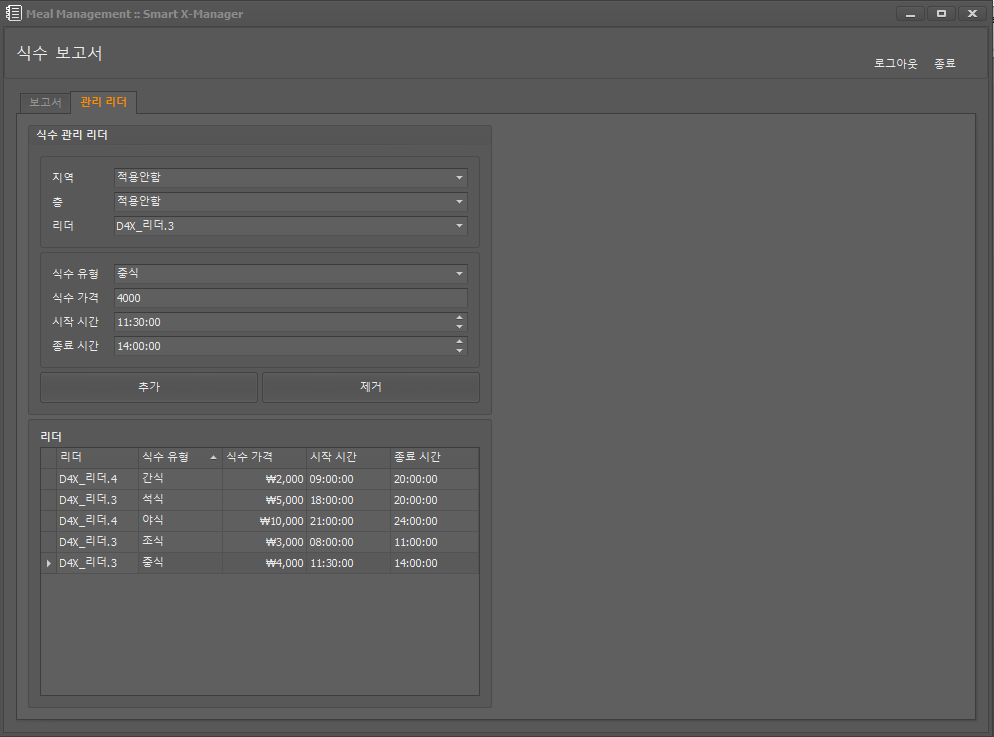 Meal Management :: Smart X-Manager
식수 보고서
로그아웃 종료
보고서 관리 리더
식수 관리 리더
지역 적용안함
층 적용안함
리더 D4X_리더.3
식수 유형 중식
식수 가격 4000
시작 시간 11:30:00
종료 시간 14:00:00
추가 제거
리더
리더 식수 유형 식수 가격 시작 시간 종료 시간
D4X_리더.4 간식 ₩2,000 09:00:00 20:00:00
D4X_리더.3 석식 ₩5,000 18:00:00 20:00:00
D4X_리더.4 야식 ₩10,000 21:00:00 24:00:00
D4X_리더.3 조식 ₩3,000 08:00:00 11:00:00
D4X_리더.3 중식 ₩4,000 11:30:00 14:00:00